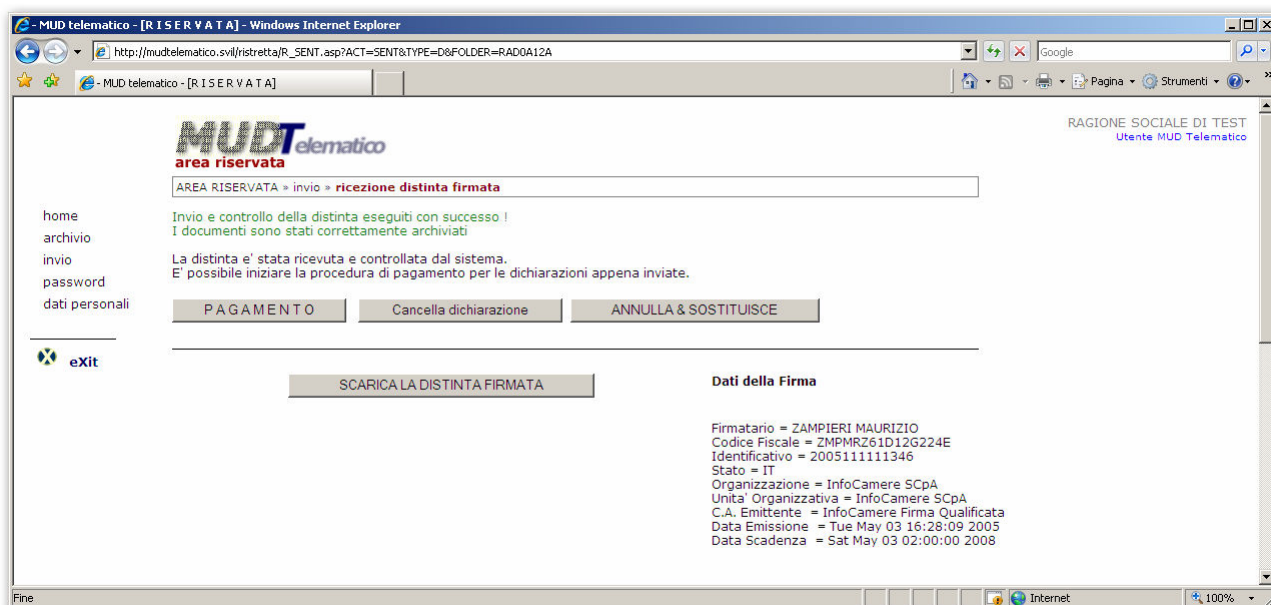 - MUD telematico - [R I S E R V A T A] - Windows Internet Explorer
http://mudtelematico.svil/ristretta/R_SENT.asp?ACT=SENT&TYPE=D&FOLDER=RAD0A12A
Google
- MUD telematico - [R I S E R V A T A]
Pagina
Strumenti
MUDTelematico
area riservata
RAGIONE SOCIALE DI TEST
Utente MUD Telematico
AREA RISERVATA » invio » ricezione distinta firmata
home
archivio
invio
password
dati personali
eXit
Invio e controllo della distinta eseguiti con successo !
I documenti sono stati correttamente archiviati
La distinta e' stata ricevuta e controllata dal sistema.
E' possibile iniziare la procedura di pagamento per le dichiarazioni appena inviate.
P A G A M E N T O
Cancella dichiarazione
ANNULLA & SOSTITUISCE
SCARICA LA DISTINTA FIRMATA
Dati della Firma
Firmatario = ZAMPIERI MAURIZIO
Codice Fiscale = ZMPMRZ61D12G224E
Identificativo = 2005111111346
Stato = IT
Organizzazione = InfoCamere SCpA
Unita' Organizzativa = InfoCamere SCpA
C.A. Emittente = InfoCamere Firma Qualificata
Data Emissione = Tue May 03 16:28:09 2005
Data Scadenza = Sat May 03 02:00:00 2008
Fine
Internet
100%